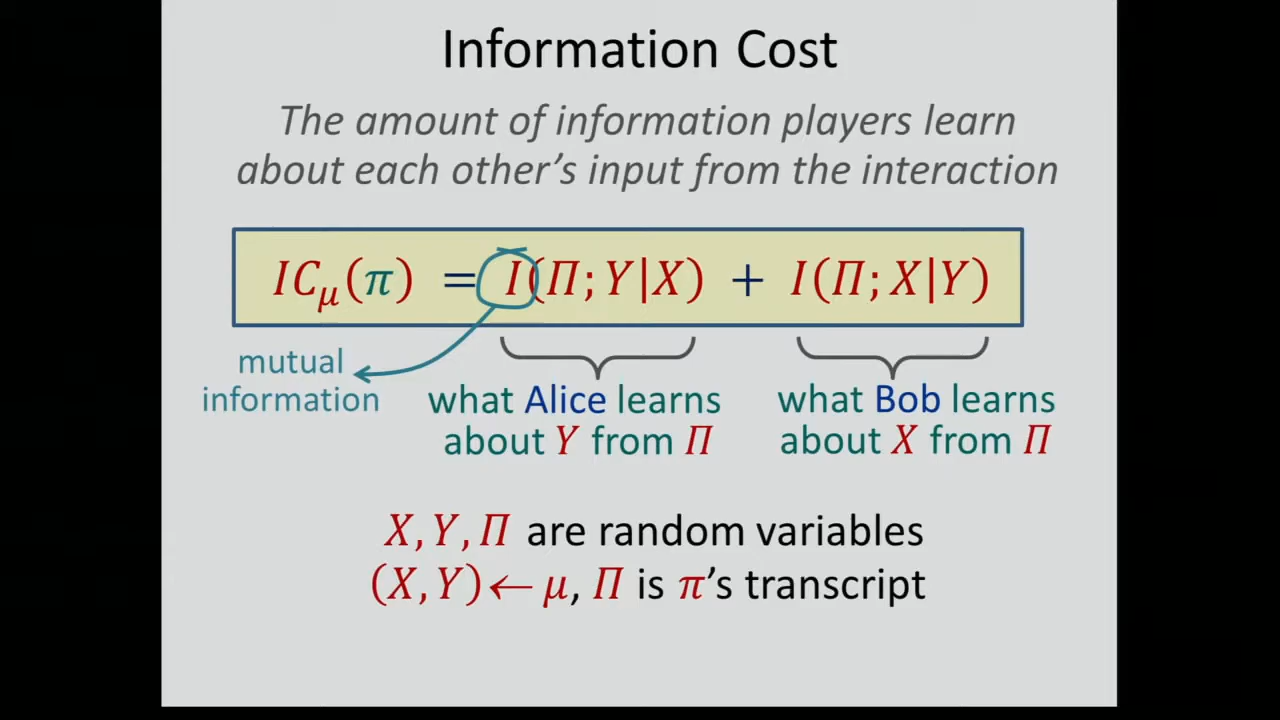 Information Cost
The amount of information players learn
about each other's input from the interaction
IC_μ(π) = I(Π; Y|X) + I(Π; X|Y)
mutual
information
what Alice learns
about Y from Π
what Bob learns
about X from Π
X, Y, Π are random variables
(X, Y) ← μ, Π is π's transcript